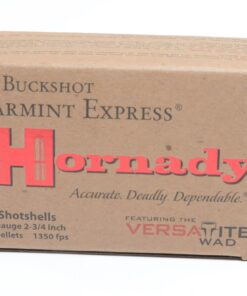 Buckshot
armint Express®
Hornady
Accurate. Deadly. Dependable.®
Shotshells
auge 2-3/4 inch
ellets 1350 fps
FEATURING THE
VERSATITE
WAD